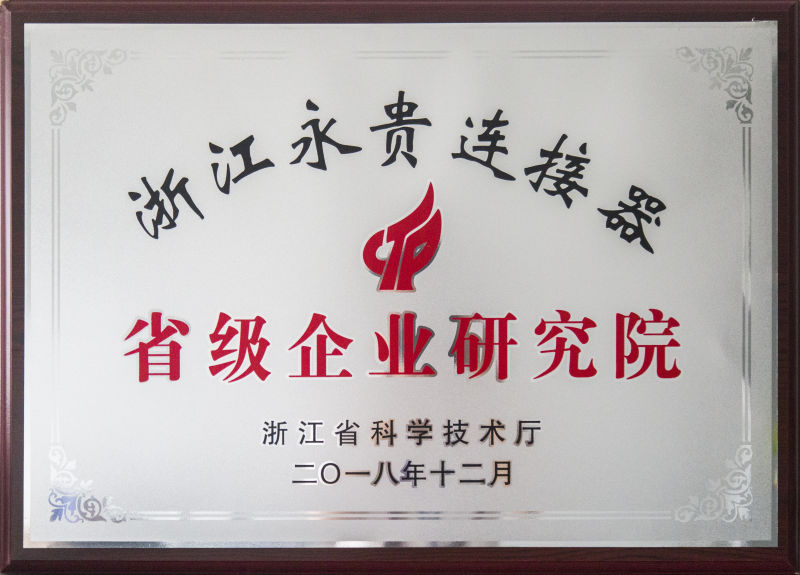 浙江永贵连接器
省级企业研究院
浙江省科学技术厅
二〇一八年十二月